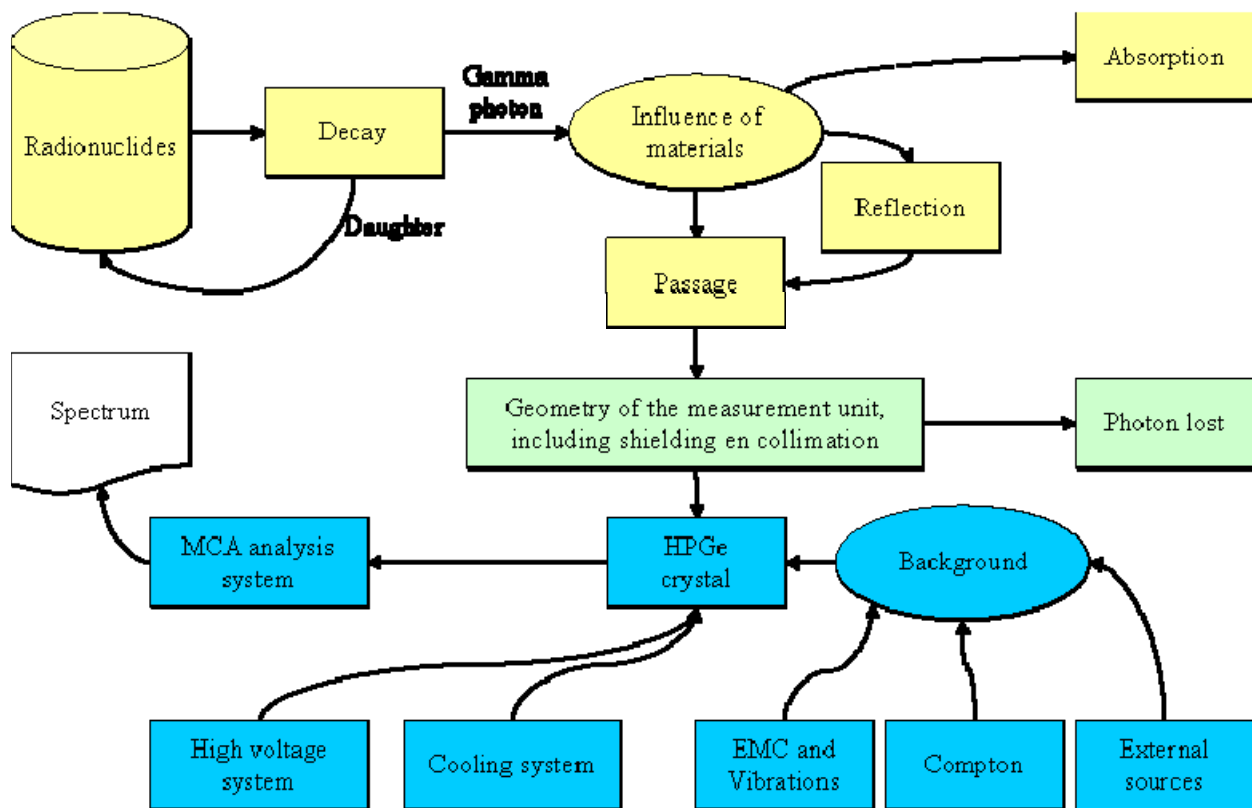 Radionuclides
Decay
Gamma
photon
Daughter
Influence of
materials
Absorption
Reflection
Passage
Spectrum
Geometry of the measurement unit,
including shielding en collimation
Photon lost
MCA analysis
system
HPGe
crystal
Background
High voltage
system
Cooling system
EMC and
Vibrations
Compton
External
sources